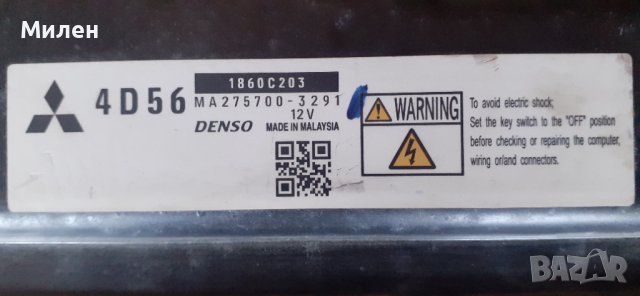 Милен
4D56
1860C203
MA275700-3291
12V
DENSO MADE IN MALAYSIA
WARNING
To avoid electric shock;
Set the key switch to the "OFF" position
before checking or repairing the computer,
wiring or/and connectors.
BAZAR